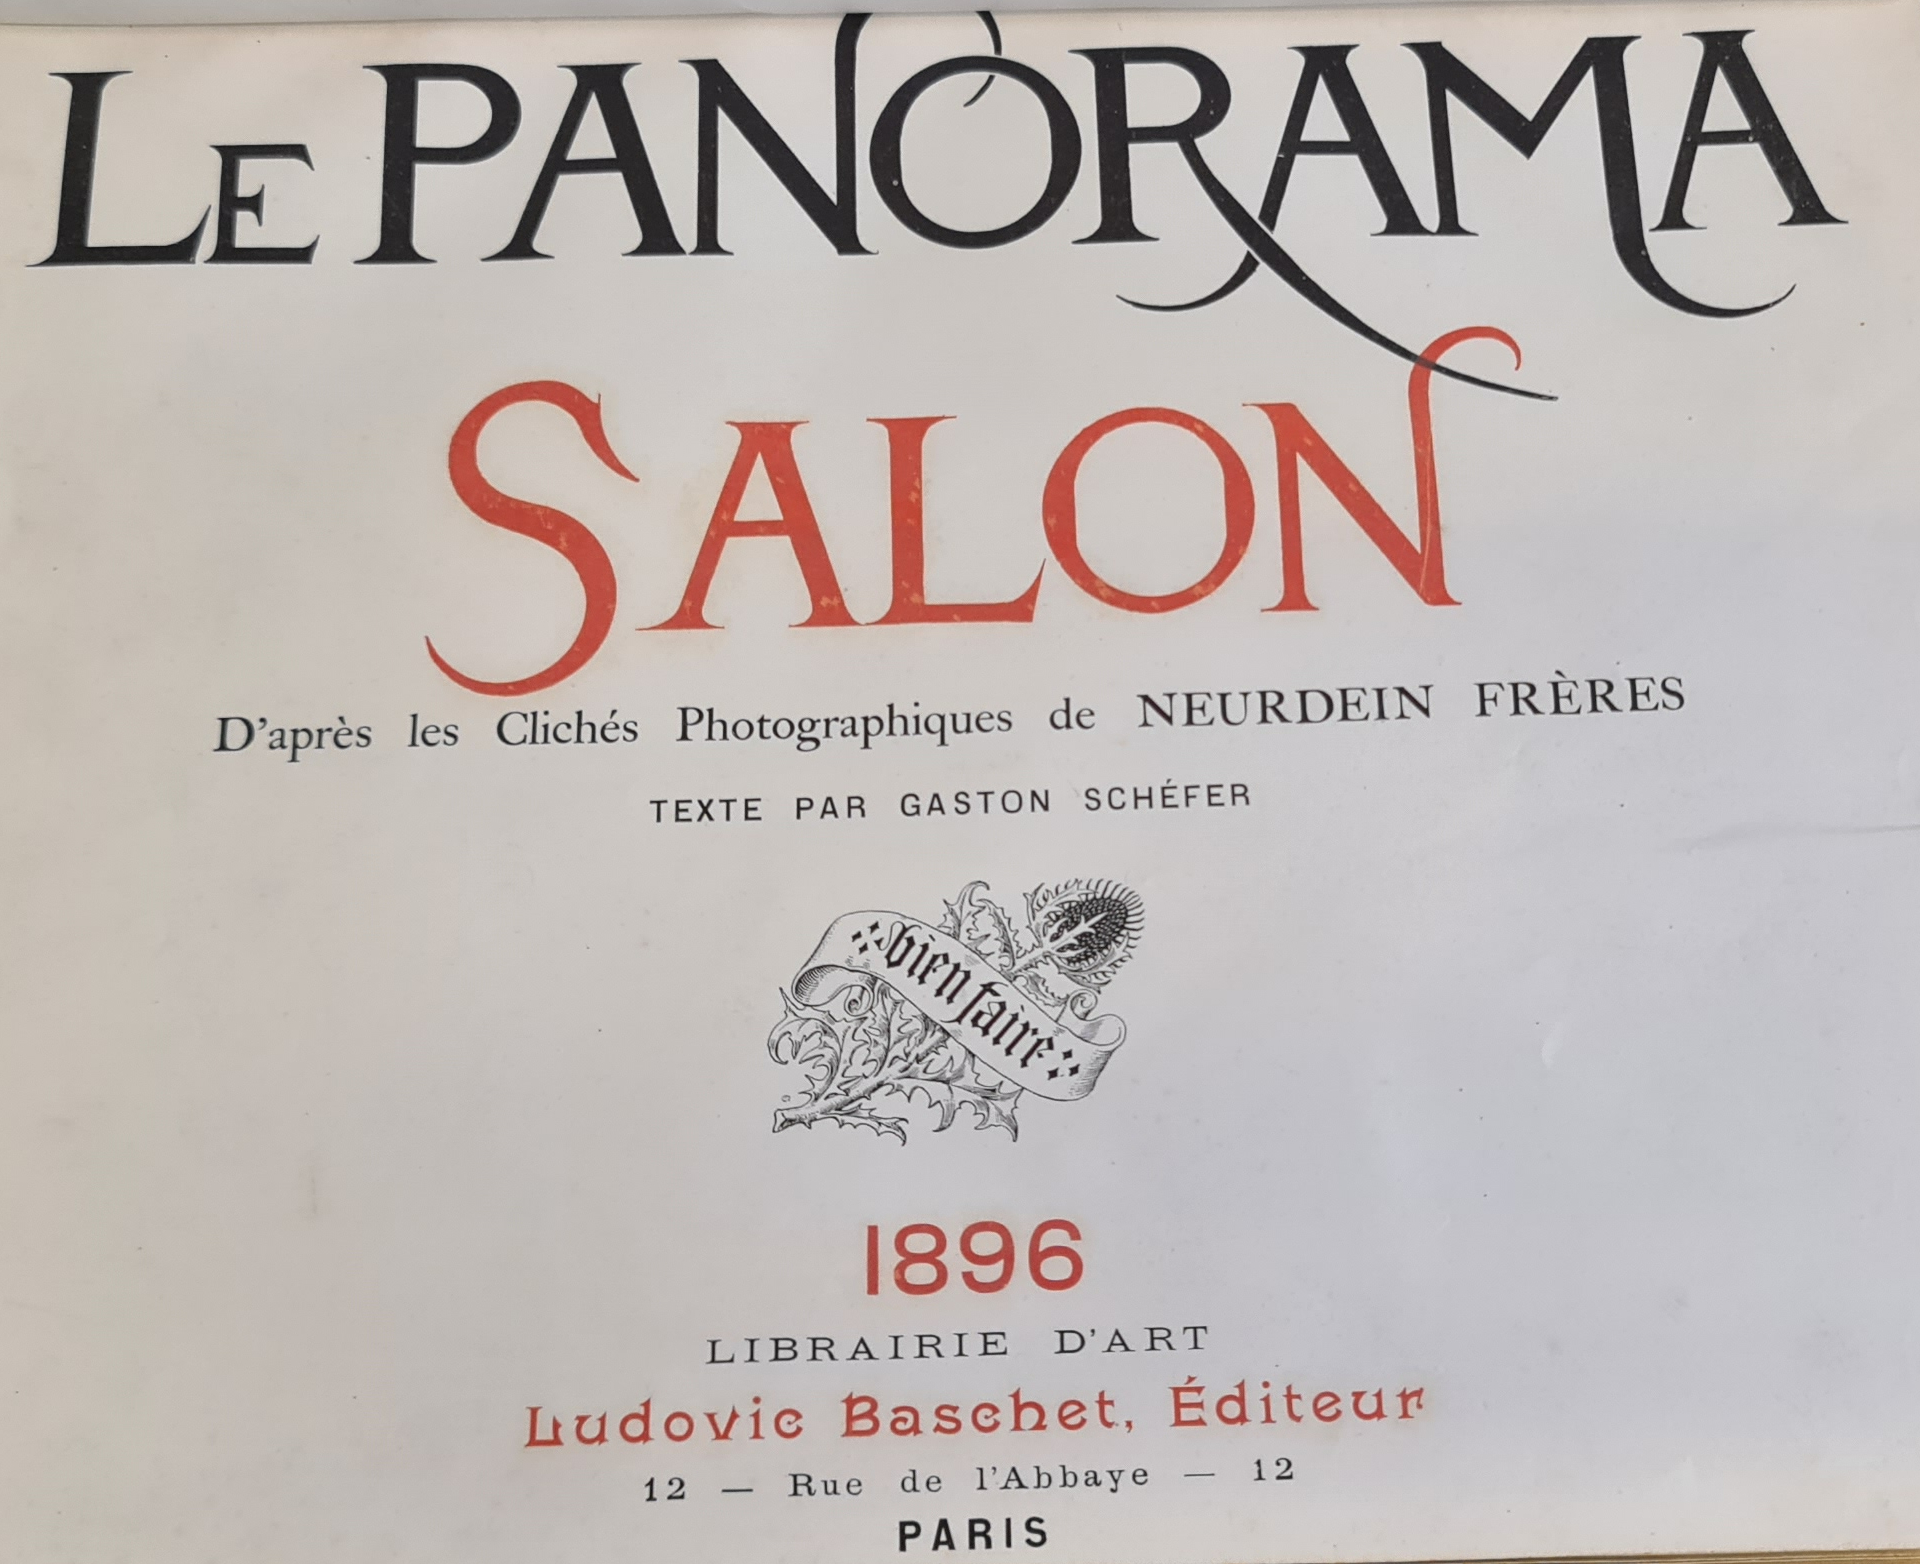 LE PANORAMA
SALON
D'après les Clichés Photographiques de NEURDEIN FRÈRES
TEXTE PAR GASTON SCHÉFER
bien faire
1896
LIBRAIRIE D'ART
Ludovic Baschet, Éditeur
12 — Rue de l'Abbaye — 12
PARIS